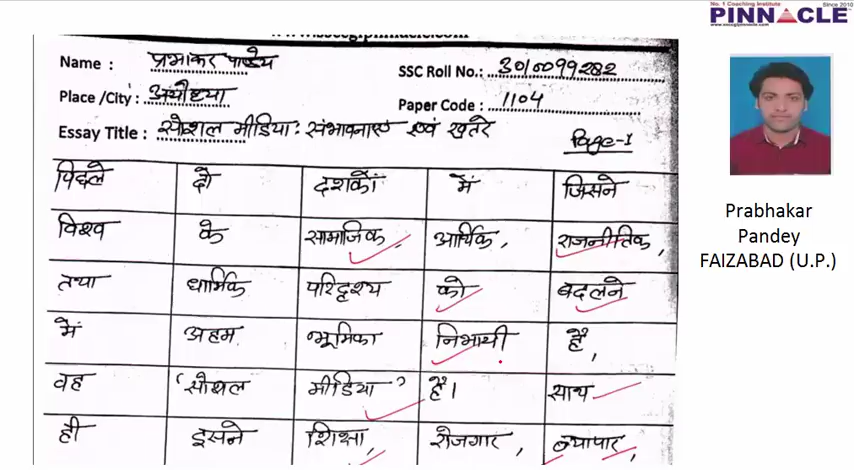 No. 1 Coaching Institute
Since 2010
PINNACLE
www.ssccglpinnacle.com
Name : प्रभाकर पाण्डेय
SSC Roll No.: 3010099282
Place /City : अयोध्या
Paper Code : 1104
Essay Title : सोशल मीडिया : संभावनाएं एवं खतरे
Page-1
पिछले दो दशकों में जिसने
विश्व के सामाजिक, आर्थिक, राजनीतिक,
तथा धार्मिक परिदृश्य को बदलने
में अहम भूमिका निभायी है,
वह 'सोशल मीडिया' है। साथ
ही इसने शिक्षा, रोजगार, व्यापार,
Prabhakar
Pandey
FAIZABAD (U.P.)